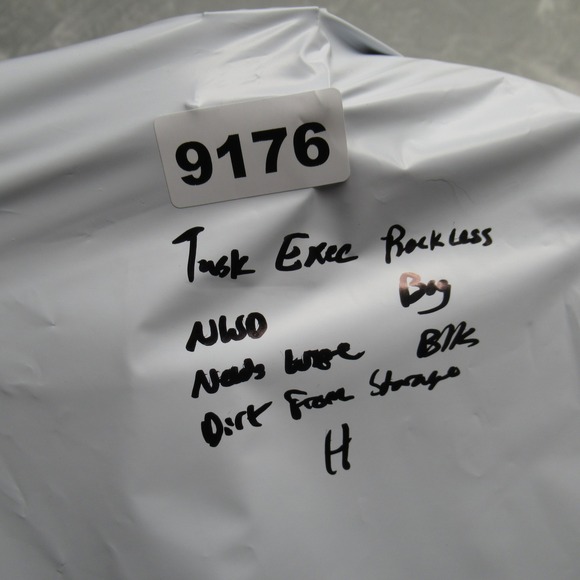 9176
Tusk Exec Rackless
NWO Bag
Needs wipe Blk
Dirt From Storage
H